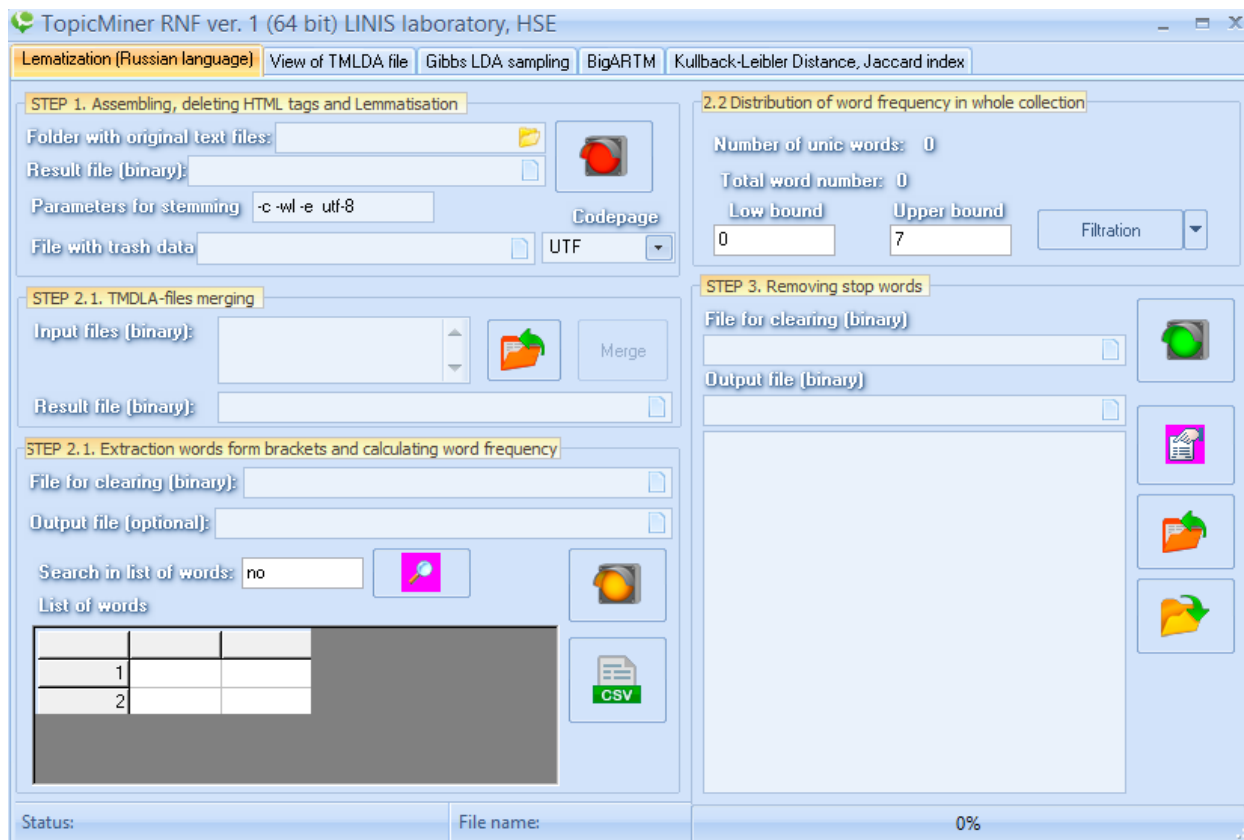 TopicMiner RNF ver. 1 (64 bit) LINIS laboratory, HSE
Lematization (Russian language) View of TMLDA file Gibbs LDA sampling BigARTM Kullback-Leibler Distance, Jaccard index
STEP 1. Assembling, deleting HTML tags and Lemmatisation
Folder with original text files:
Result file (binary):
Parameters for stemming -c -wl -e utf-8
Codepage
File with trash data UTF
STEP 2.1. TMDLA-files merging
Input files (binary):
Merge
Result file (binary):
STEP 2.1. Extraction words form brackets and calculating word frequency
File for clearing (binary):
Output file (optional):
Search in list of words: no
List of words
1
2
CSV
2.2 Distribution of word frequency in whole collection
Number of unic words: 0
Total word number: 0
Low bound Upper bound
0 7 Filtration
STEP 3. Removing stop words
File for clearing (binary)
Output file (binary)
Status: File name: 0%